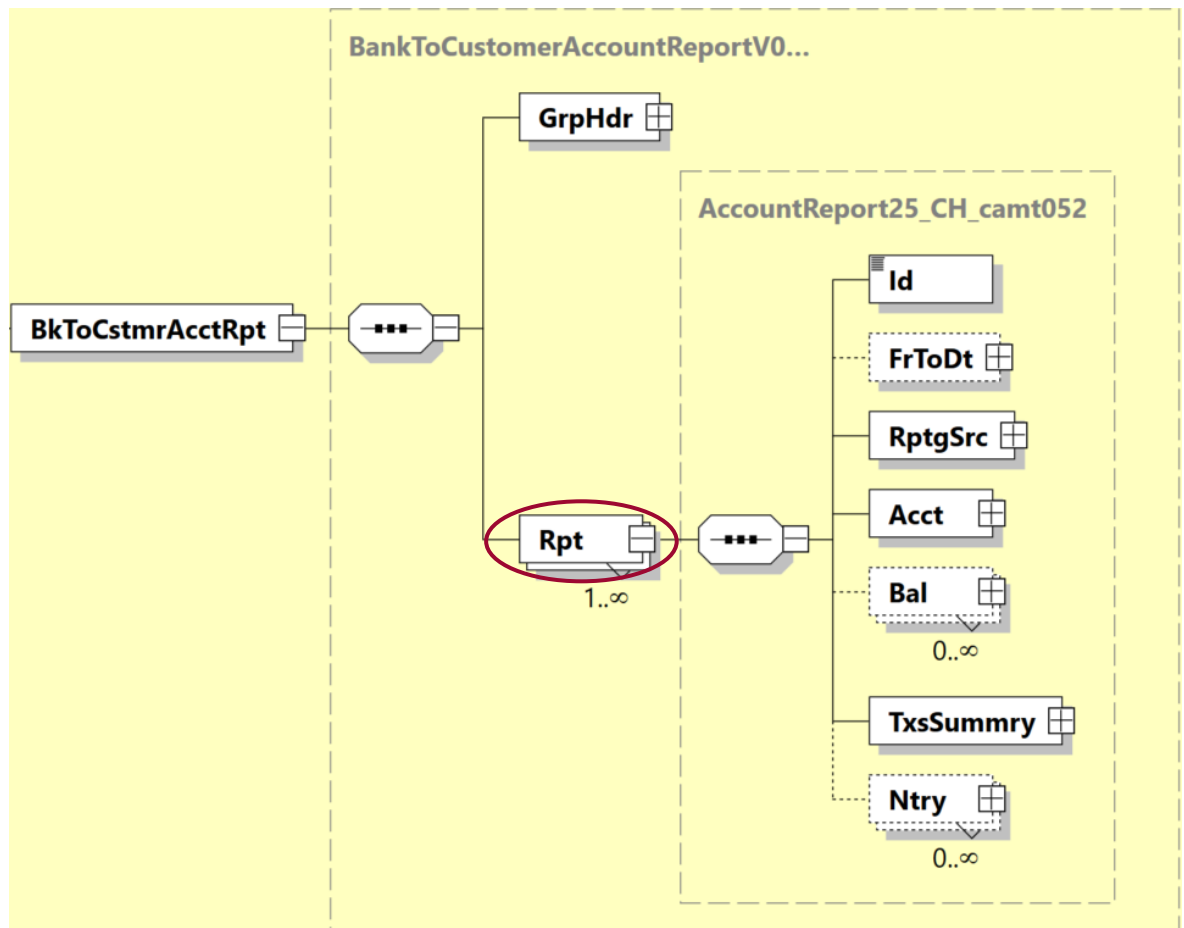 BankToCustomerAccountReportV0...
GrpHdr
AccountReport25_CH_camt052
Id
BkToCstmrAcctRpt
FrToDt
RptgSrc
Acct
Rpt
1..∞
Bal
0..∞
TxsSummry
Ntry
0..∞